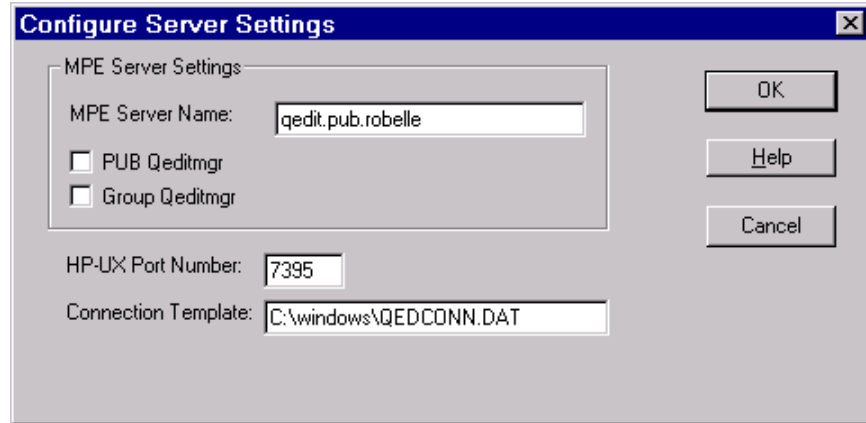 Configure Server Settings
MPE Server Settings
MPE Server Name: qedit.pub.robelle
PUB Qeditmgr
Group Qeditmgr
HP-UX Port Number: 7395
Connection Template: C:\windows\QEDCONN.DAT
OK
Help
Cancel